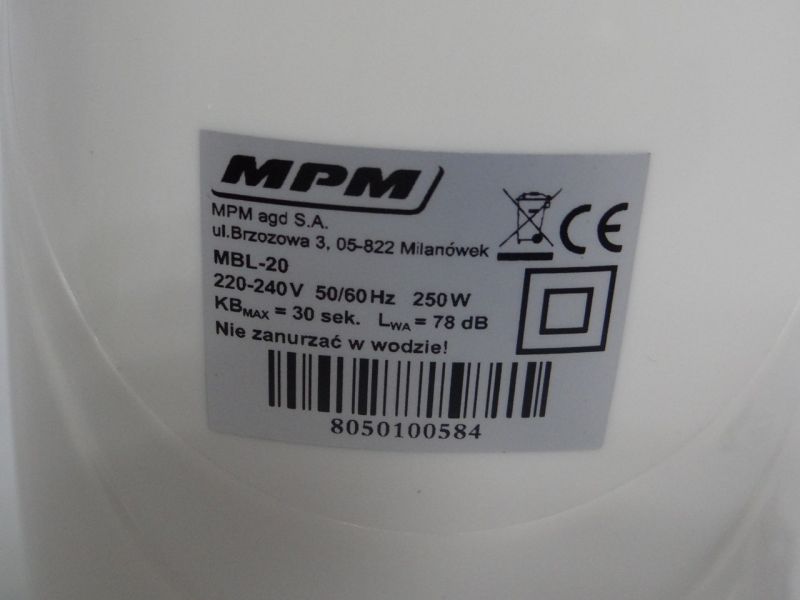 MPM
MPM agd S.A.
ul.Brzozowa 3, 05-822 Milanówek
MBL-20
220-240V 50/60Hz 250W
KBMAX = 30 sek. LWA = 78 dB
Nie zanurzać w wodzie!
CE
8050100584